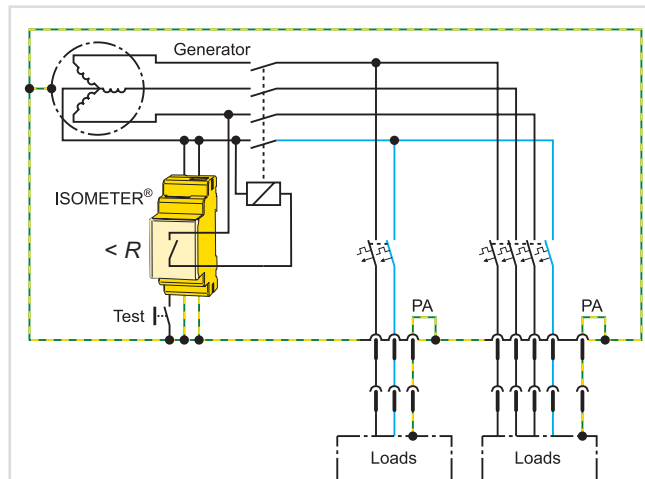 Generator
ISOMETER®
< R
Test
PA
PA
Loads
Loads